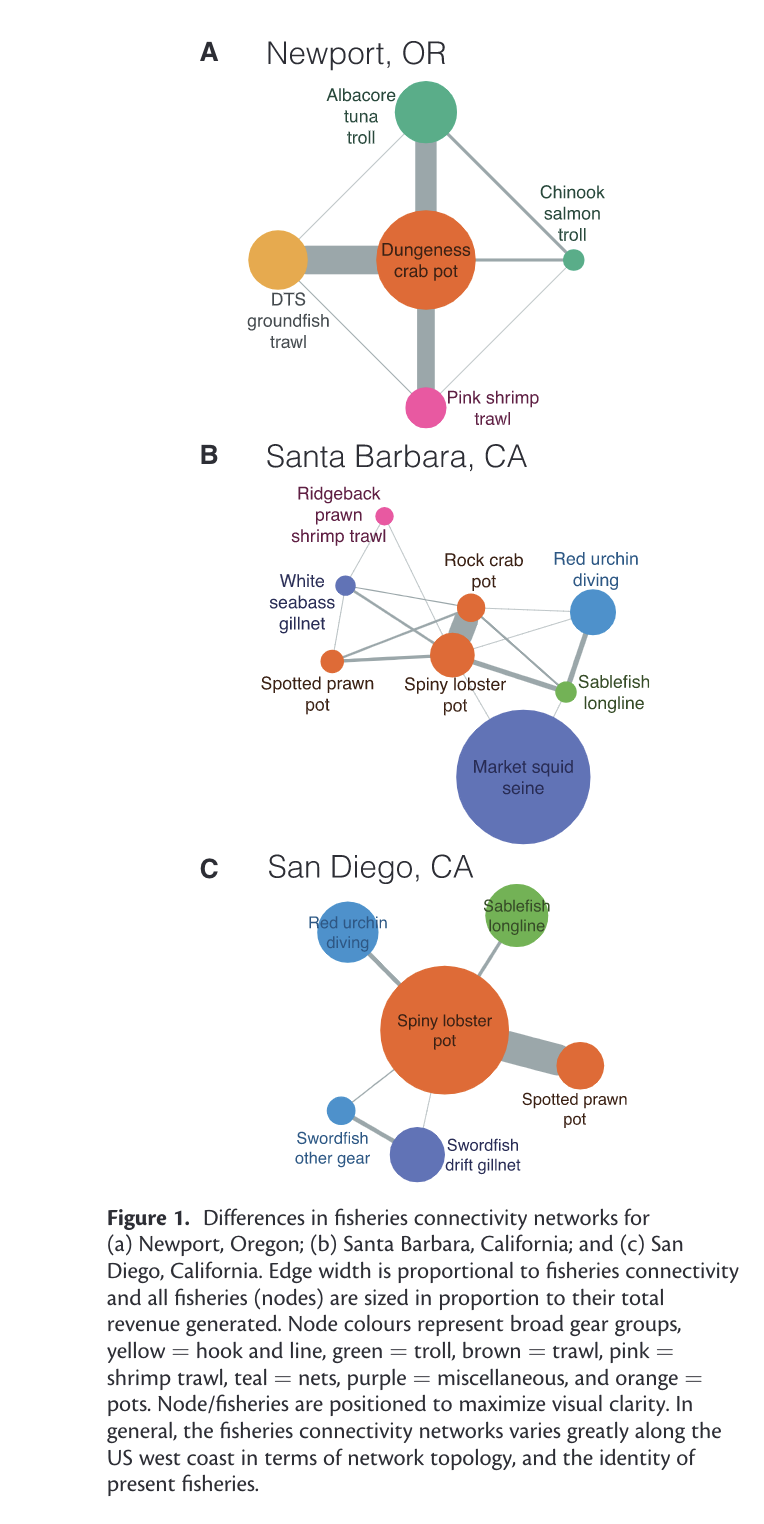 A
Newport, OR
Albacore
tuna
troll
Chinook
salmon
troll
Dungeness
crab pot
DTS
groundfish
trawl
Pink shrimp
trawl
B
Santa Barbara, CA
Ridgeback
prawn
shrimp trawl
Rock crab
pot
Red urchin
diving
White
seabass
gillnet
Spotted prawn
pot
Spiny lobster
pot
Sablefish
longline
Market squid
seine
C
San Diego, CA
Red urchin
diving
Sablefish
longline
Spiny lobster
pot
Spotted prawn
pot
Swordfish
other gear
Swordfish
drift gillnet
Figure 1. Differences in fisheries connectivity networks for
(a) Newport, Oregon; (b) Santa Barbara, California; and (c) San
Diego, California. Edge width is proportional to fisheries connectivity
and all fisheries (nodes) are sized in proportion to their total
revenue generated. Node colours represent broad gear groups,
yellow = hook and line, green = troll, brown = trawl, pink =
shrimp trawl, teal = nets, purple = miscellaneous, and orange =
pots. Node/fisheries are positioned to maximize visual clarity. In
general, the fisheries connectivity networks varies greatly along the
US west coast in terms of network topology, and the identity of
present fisheries.